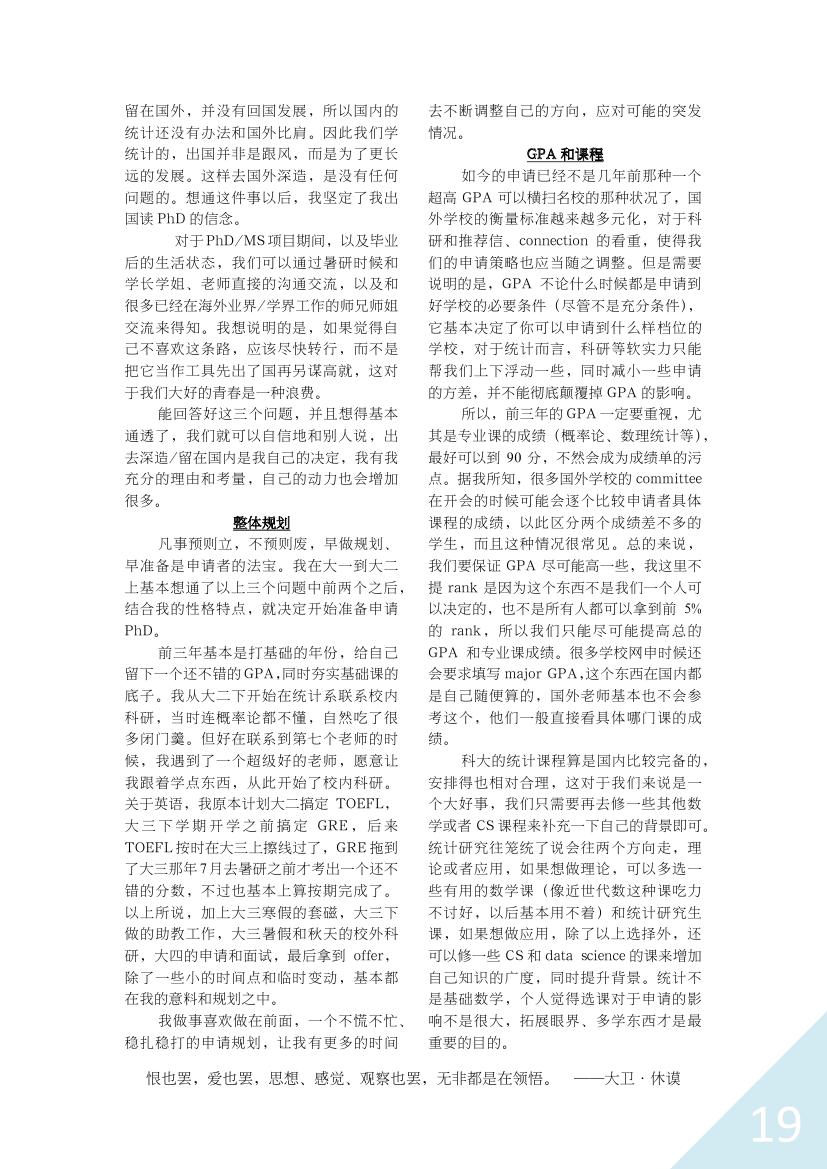 留在国外，并没有回国发展，所以国内的
统计还没有办法和国外比肩。因此我们学
统计的，出国并非是跟风，而是为了更长
远的发展。这样去国外深造，是没有任何
问题的。想通这件事以后，我坚定了我出
国读 PhD 的信念。
对于 PhD/MS 项目期间，以及毕业
后的生活状态，我们可以通过暑研时候和
学长学姐、老师直接的沟通交流，以及和
很多已经在海外业界/学界工作的师兄师姐
交流来得知。我想说明的是，如果觉得自
己不喜欢这条路，应该尽快转行，而不是
把它当作工具先出了国再另谋高就，这对
于我们大好的青春是一种浪费。
能回答好这三个问题，并且想得基本
通透了，我们就可以自信地和别人说，出
去深造/留在国内是我自己的决定，我有我
充分的理由和考量，自己的动力也会增加
很多。
整体规划
凡事预则立，不预则废，早做规划、
早准备是申请者的法宝。我在大一到大二
上基本想通了以上三个问题中前两个之后，
结合我的性格特点，就决定开始准备申请
PhD。
前三年基本是打基础的年份，给自己
留下一个还不错的 GPA，同时夯实基础课的
底子。我从大二下开始在统计系联系校内
科研，当时连概率论都不懂，自然吃了很
多闭门羹。但好在联系到第七个老师的时
候，我遇到了一个超级好的老师，愿意让
我跟着学点东西，从此开始了校内科研。
关于英语，我原本计划大二搞定 TOEFL，
大三下学期开学之前搞定 GRE，后来
TOEFL 按时在大三上擦线过了，GRE 拖到
了大三那年 7 月去暑研之前才考出一个还不
错的分数，不过也基本上算按期完成了。
以上所说，加上大三寒假的套磁，大三下
做的助教工作，大三暑假和秋天的校外科
研，大四的申请和面试，最后拿到 offer，
除了一些小的时间点和临时变动，基本都
在我的意料和规划之中。
我做事喜欢做在前面，一个不慌不忙、
稳扎稳打的申请规划，让我有更多的时间
去不断调整自己的方向，应对可能的突发
情况。
GPA 和课程
如今的申请已经不是几年前那种一个
超高 GPA 可以横扫名校的那种状况了，国
外学校的衡量标准越来越多元化，对于科
研和推荐信、connection 的看重，使得我
们的申请策略也应当随之调整。但是需要
说明的是，GPA 不论什么时候都是申请到
好学校的必要条件（尽管不是充分条件），
它基本决定了你可以申请到什么样档位的
学校，对于统计而言，科研等软实力只能
帮我们上下浮动一些，同时减小一些申请
的方差，并不能彻底颠覆掉 GPA 的影响。
所以，前三年的 GPA 一定要重视，尤
其是专业课的成绩（概率论、数理统计等），
最好可以到 90 分，不然会成为成绩单的污
点。据我所知，很多国外学校的 committee
在开会的时候可能会逐个比较申请者具体
课程的成绩，以此区分两个成绩差不多的
学生，而且这种情况很常见。总的来说，
我们要保证 GPA 尽可能高一些，我这里不
提 rank 是因为这个东西不是我们一个人可
以决定的，也不是所有人都可以拿到前 5%
的 rank，所以我们只能尽可能提高总的
GPA 和专业课成绩。很多学校网申时候还
会要求填写 major GPA，这个东西在国内都
是自己随便算的，国外老师基本也不会参
考这个，他们一般直接看具体哪门课的成
绩。
科大的统计课程算是国内比较完备的，
安排得也相对合理，这对于我们来说是一
个大好事，我们只需要再去修一些其他数
学或者 CS 课程来补充一下自己的背景即可。
统计研究往笼统了说会往两个方向走，理
论或者应用，如果想做理论，可以多选一
些有用的数学课（像近世代数这种课吃力
不讨好，以后基本用不着）和统计研究生
课，如果想做应用，除了以上选择外，还
可以修一些 CS 和 data science 的课来增加
自己知识的广度，同时提升背景。统计不
是基础数学，个人觉得选课对于申请的影
响不是很大，拓展眼界、多学东西才是最
重要的目的。
恨也罢，爱也罢，思想、感觉、观察也罢，无非都是在领悟。 ——大卫·休谟
19